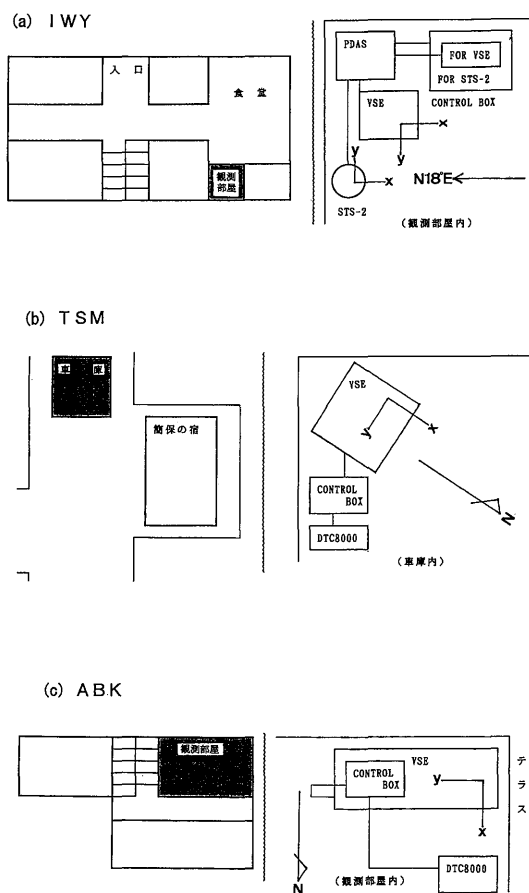 (a) IWY
入口
食堂
観測
部屋
PDAS
FOR VSE
FOR STS-2
CONTROL BOX
VSE
x
y
y
x
STS-2
N18°E
(観測部屋内)
(b) TSM
車庫
簡保の宿
VSE
y
x
CONTROL
BOX
DTC8000
N
(車庫内)
(c) ABK
観測部屋
VSE
CONTROL
BOX
y
x
テラス
DTC8000
N
(観測部屋内)